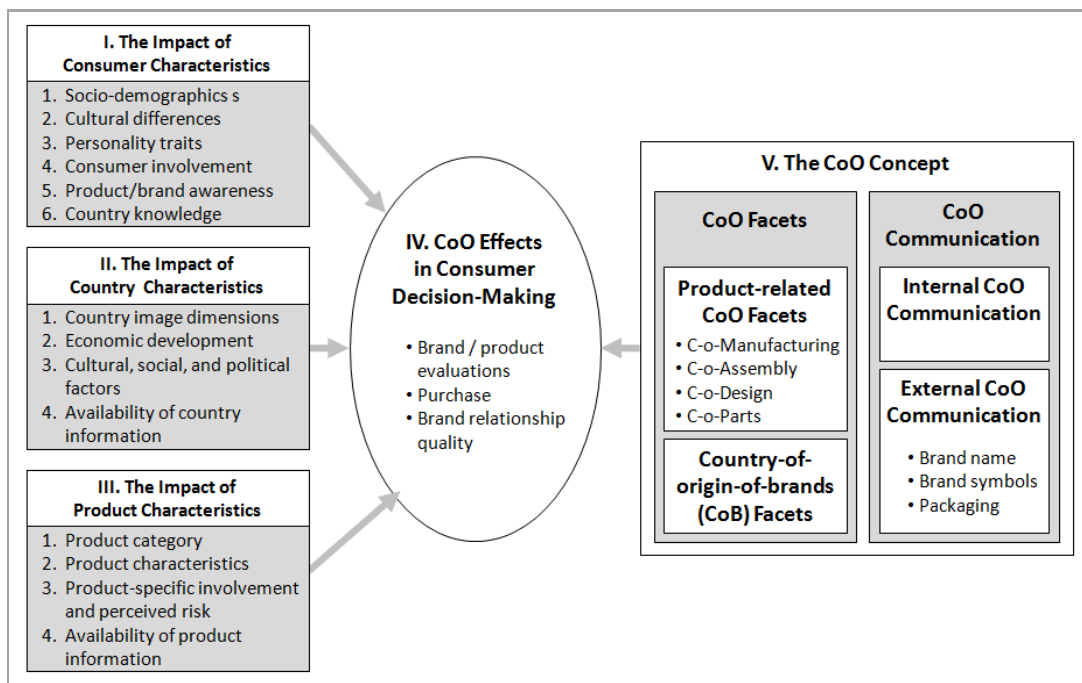 I. The Impact of
Consumer Characteristics
1. Socio-demographics s
2. Cultural differences
3. Personality traits
4. Consumer involvement
5. Product/brand awareness
6. Country knowledge
II. The Impact of
Country Characteristics
1. Country image dimensions
2. Economic development
3. Cultural, social, and political
factors
4. Availability of country
information
III. The Impact of
Product Characteristics
1. Product category
2. Product characteristics
3. Product-specific involvement
and perceived risk
4. Availability of product
information
IV. CoO Effects
in Consumer
Decision-Making
• Brand / product
evaluations
• Purchase
• Brand relationship
quality
V. The CoO Concept
CoO Facets
Product-related
CoO Facets
• C-o-Manufacturing
• C-o-Assembly
• C-o-Design
• C-o-Parts
Country-of-
origin-of-brands
(CoB) Facets
CoO
Communication
Internal CoO
Communication
External CoO
Communication
• Brand name
• Brand symbols
• Packaging